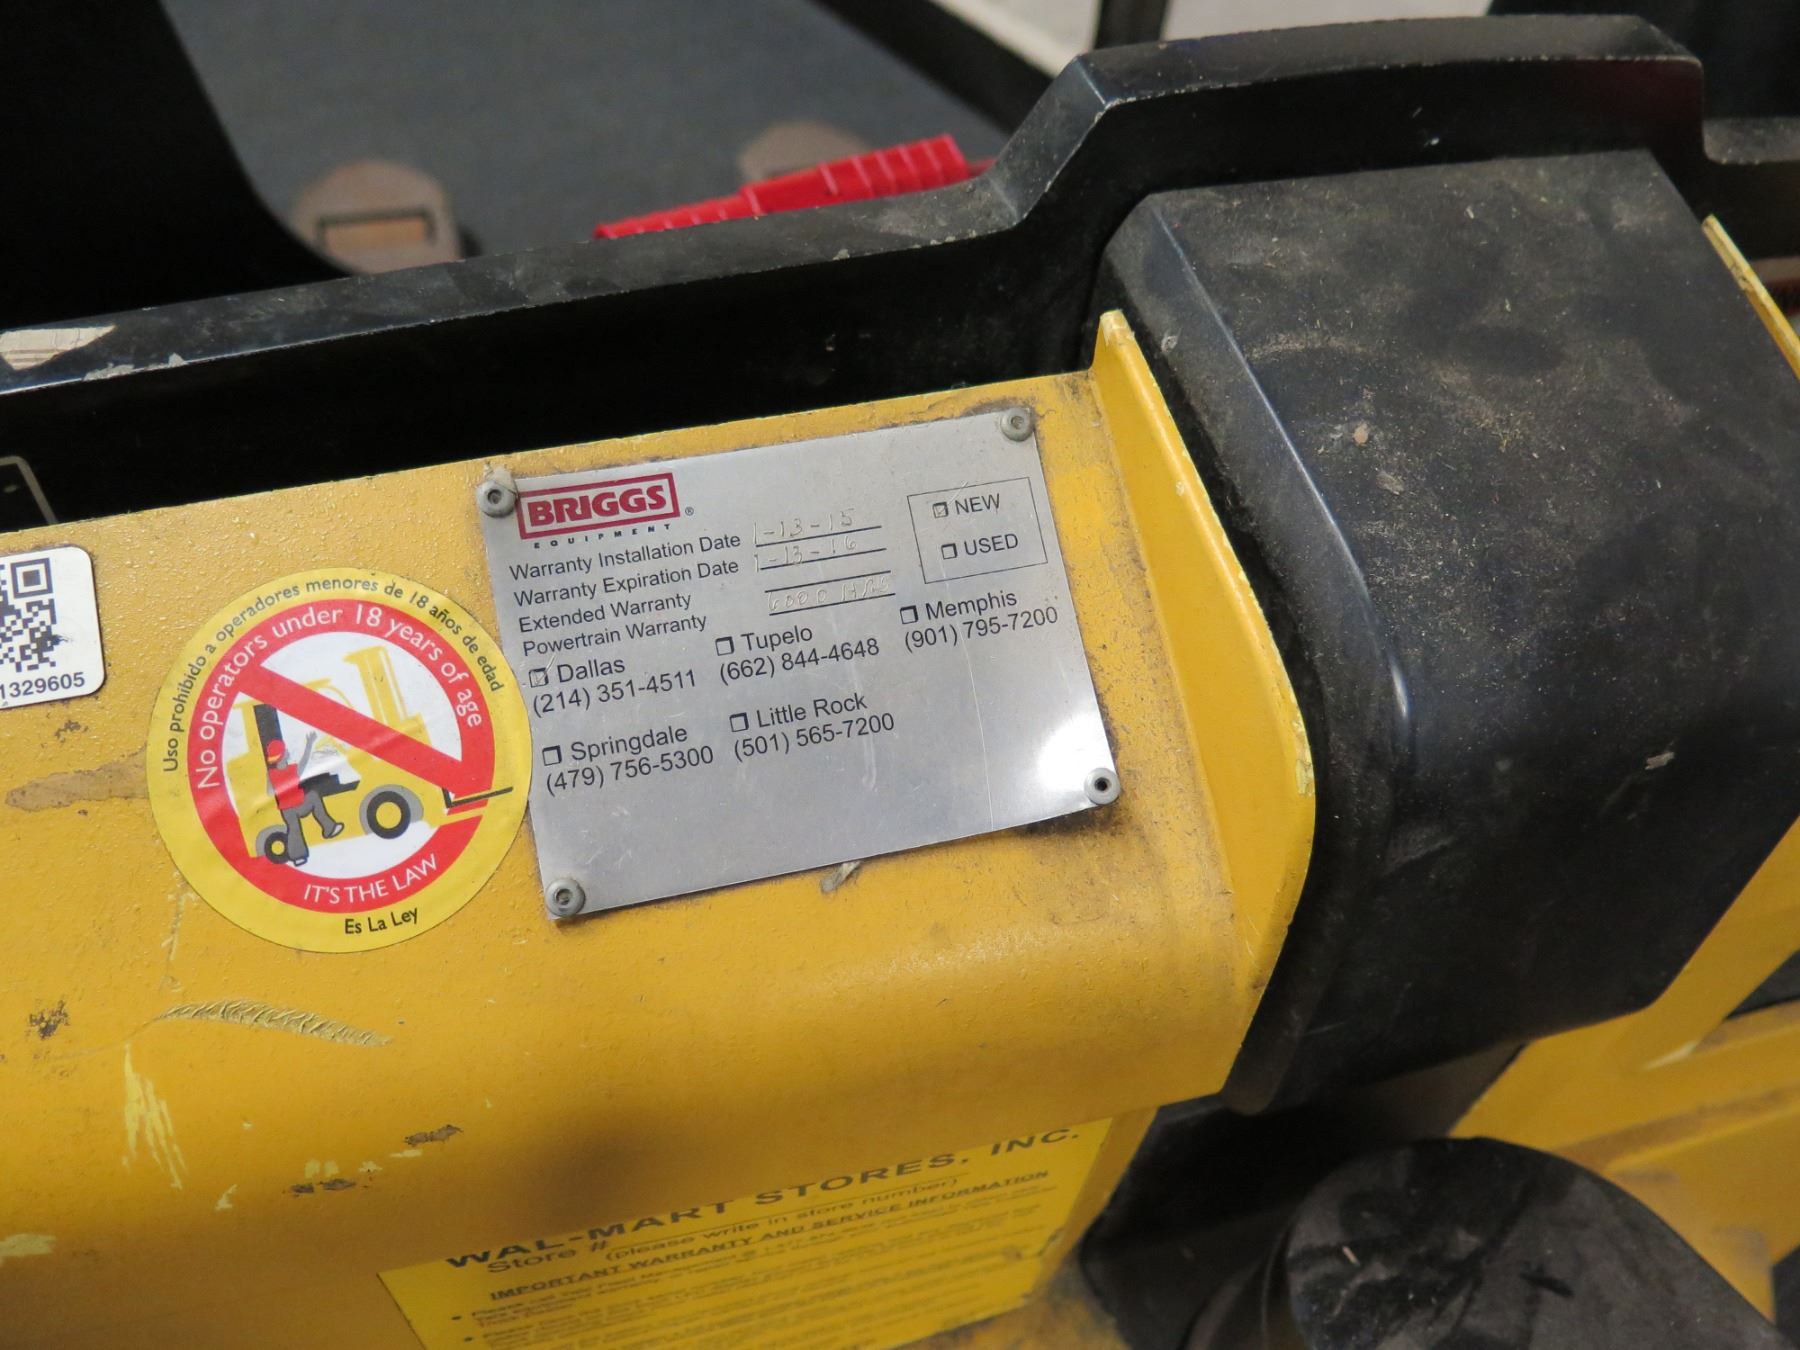 1329605
Uso prohibido a operadores menores de 18 años de edad
No operators under 18 years of age
IT'S THE LAW
Es La Ley
BRIGGS®
EQUIPMENT
Warranty Installation Date 1-13-15
Warranty Expiration Date 1-13-16
Extended Warranty
Powertrain Warranty 6000 HRS
NEW
USED
Dallas
(214) 351-4511
Tupelo
(662) 844-4648
Memphis
(901) 795-7200
Springdale
(479) 756-5300
Little Rock
(501) 565-7200
WAL-MART STORES, INC.
Store # (please write in store number)
IMPORTANT WARRANTY AND SERVICE INFORMATION